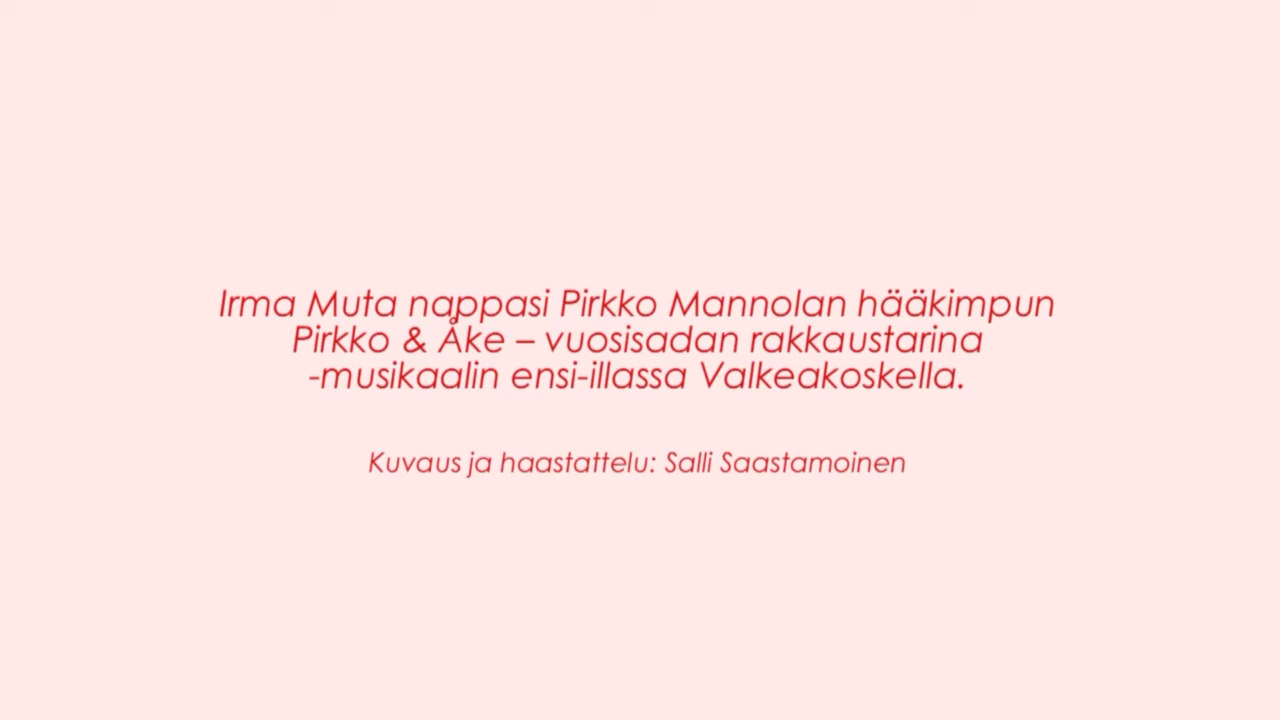 Irma Muta nappasi Pirkko Mannolan hääkimpun
Pirkko & Åke – vuosisadan rakkaustarina
-musikaalin ensi-illassa Valkeakoskella.
Kuvaus ja haastattelu: Salli Saastamoinen